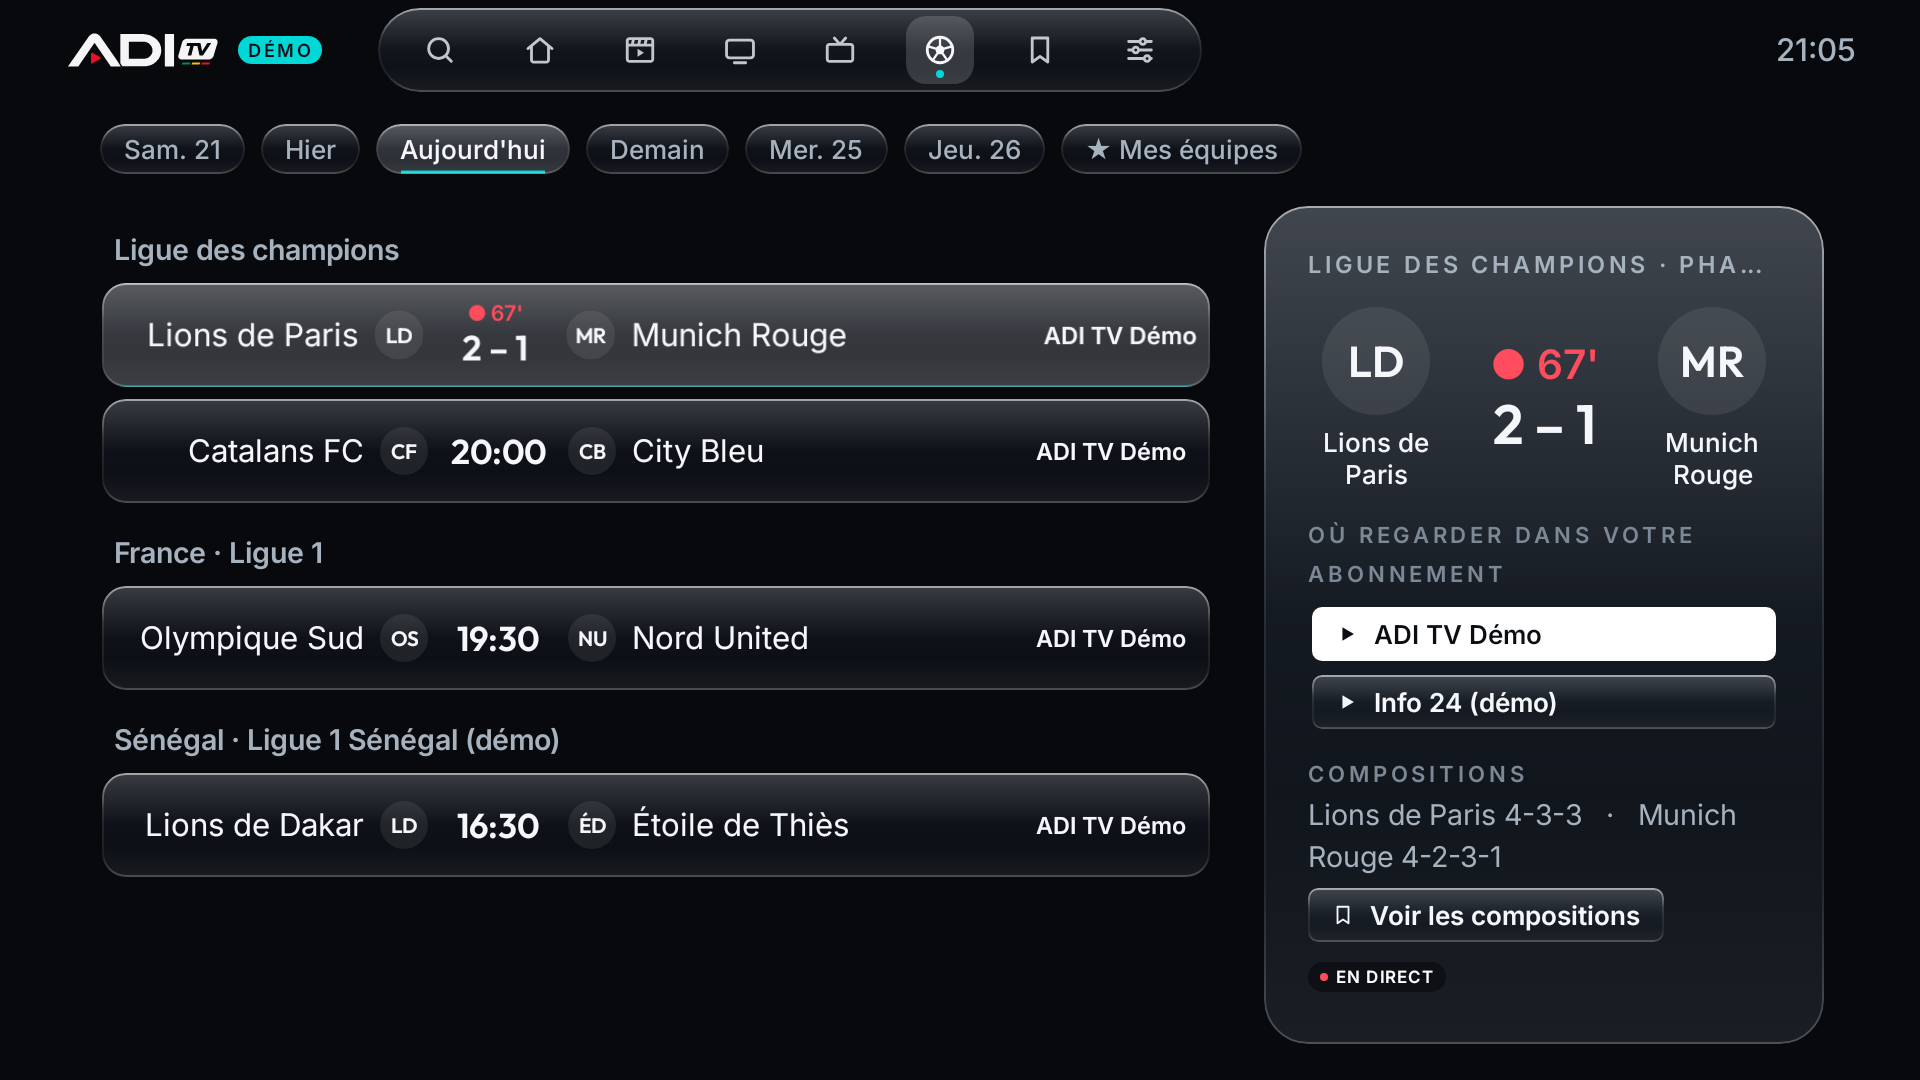 ADI TV
DÉMO
21:05
Sam. 21
Hier
Aujourd'hui
Demain
Mer. 25
Jeu. 26
★ Mes équipes
Ligue des champions
Lions de Paris LD 67' 2 – 1 MR Munich Rouge ADI TV Démo
Catalans FC CF 20:00 CB City Bleu ADI TV Démo
France · Ligue 1
Olympique Sud OS 19:30 NU Nord United ADI TV Démo
Sénégal · Ligue 1 Sénégal (démo)
Lions de Dakar LD 16:30 ÉD Étoile de Thiès ADI TV Démo
LIGUE DES CHAMPIONS · PHA...
LD
67'
MR
2 – 1
Lions de
Paris
Munich
Rouge
OÙ REGARDER DANS VOTRE
ABONNEMENT
ADI TV Démo
Info 24 (démo)
COMPOSITIONS
Lions de Paris 4-3-3 · Munich
Rouge 4-2-3-1
Voir les compositions
EN DIRECT